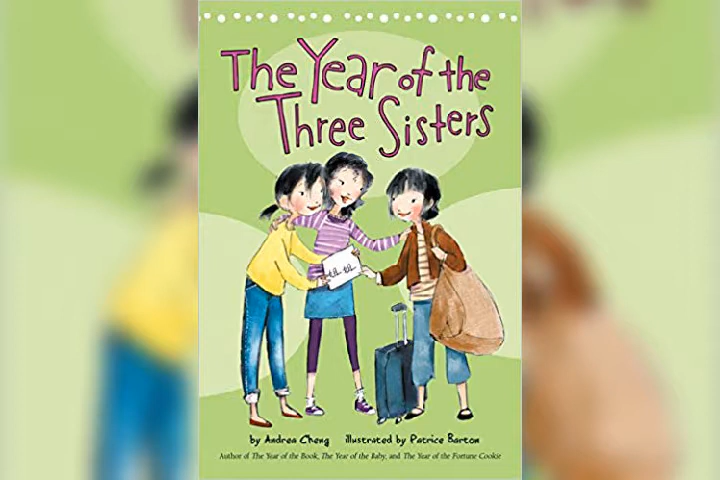 The Year of the
Three Sisters
by Andrea Cheng illustrated by Patrice Barton
Author of The Year of the Book, The Year of the Baby, and The Year of the Fortune Cookie